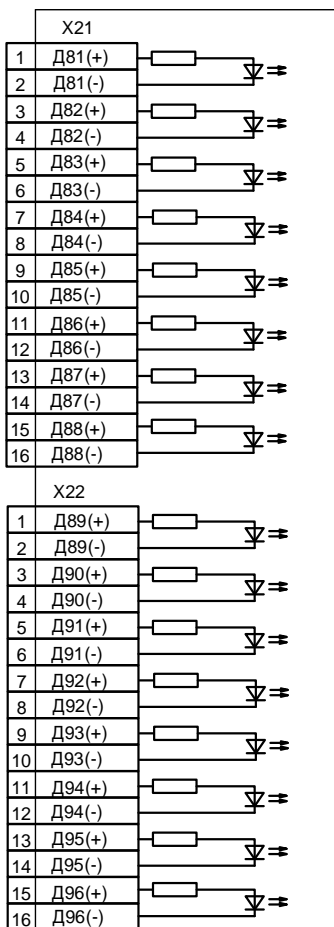 X21
1 Д81(+)
2 Д81(-)
3 Д82(+)
4 Д82(-)
5 Д83(+)
6 Д83(-)
7 Д84(+)
8 Д84(-)
9 Д85(+)
10 Д85(-)
11 Д86(+)
12 Д86(-)
13 Д87(+)
14 Д87(-)
15 Д88(+)
16 Д88(-)
X22
1 Д89(+)
2 Д89(-)
3 Д90(+)
4 Д90(-)
5 Д91(+)
6 Д91(-)
7 Д92(+)
8 Д92(-)
9 Д93(+)
10 Д93(-)
11 Д94(+)
12 Д94(-)
13 Д95(+)
14 Д95(-)
15 Д96(+)
16 Д96(-)